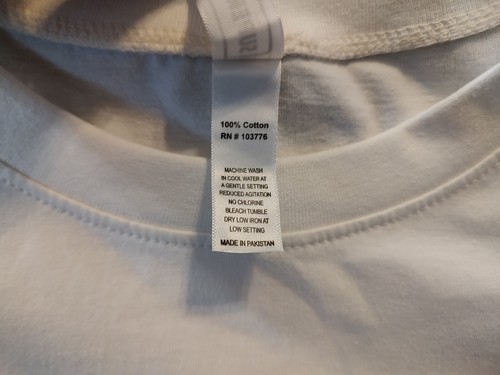 100% Cotton
RN # 103776
MACHINE WASH
IN COOL WATER AT
A GENTLE SETTING
REDUCED AGITATION
NO CHLORINE
BLEACH TUMBLE
DRY LOW IRON AT
LOW SETTING
MADE IN PAKISTAN